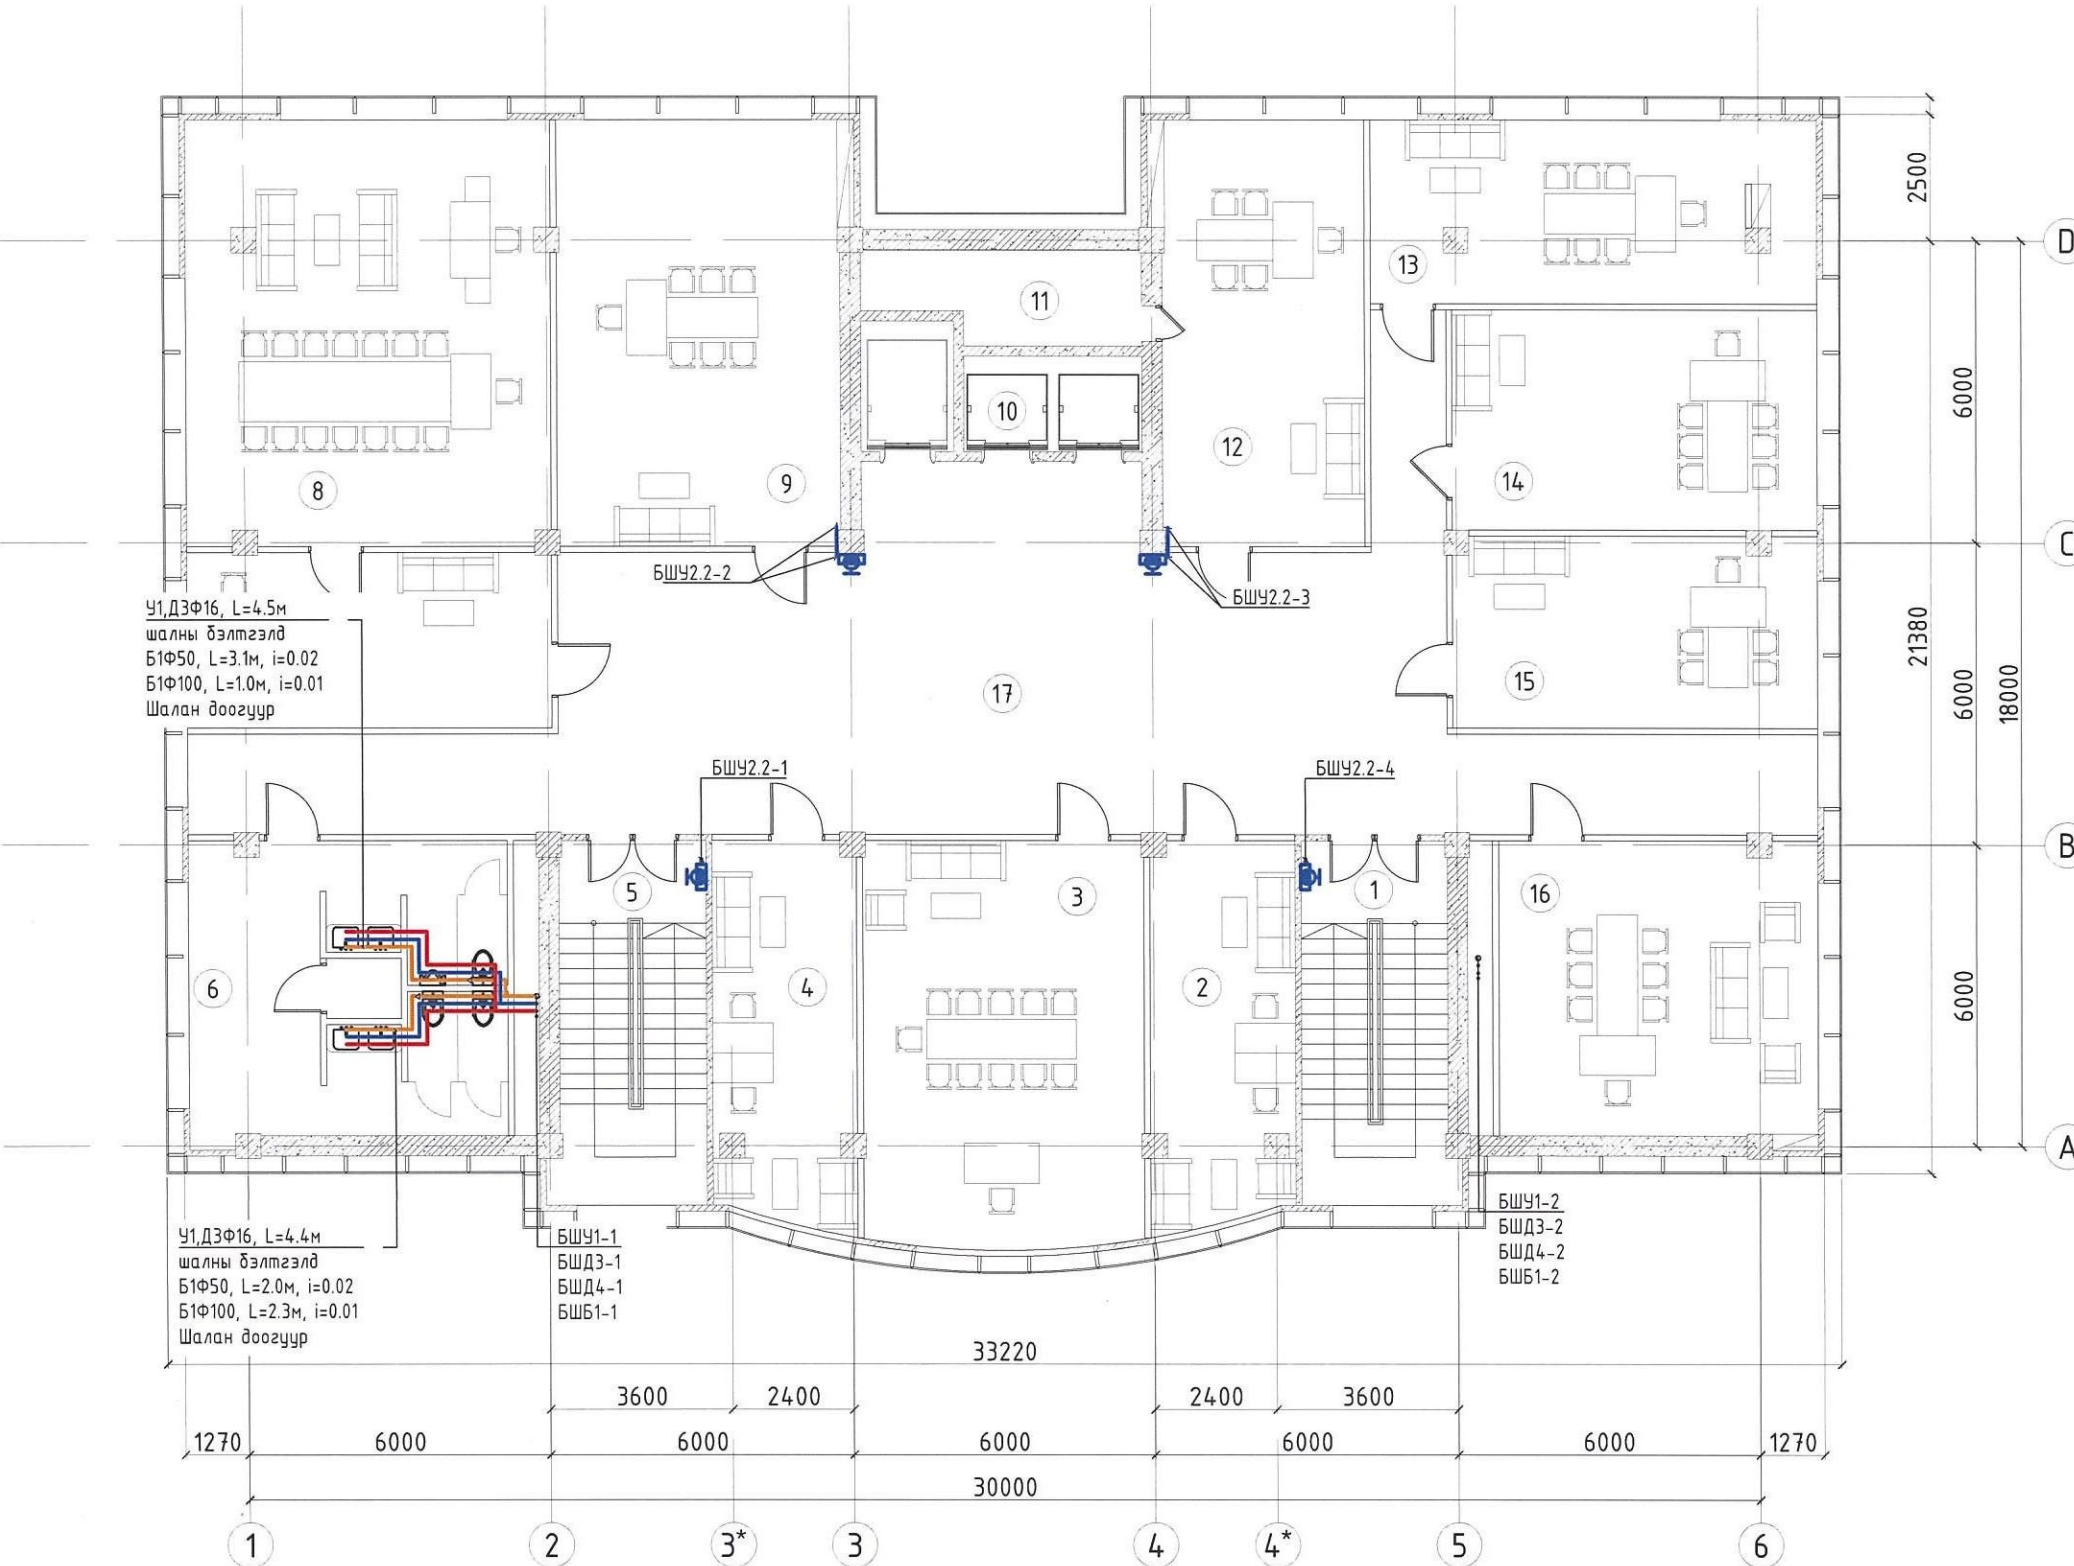 2500
D
13
11
6000
10
12
9
8
14
C
БШУ2.2-2
БШУ2.2-3
У1,ДЗФ16, L=4.5м
шалны бэлтгэлд
Б1Ф50, L=3.1м, i=0.02
Б1Ф100, L=1.0м, i=0.01
Шалан доогуур
21380
15
17
6000
18000
БШУ2.2-1
БШУ2.2-4
B
5
3
1
16
6
4
2
6000
A
У1,ДЗФ16, L=4.4м
шалны бэлтгэлд
Б1Ф50, L=2.0м, i=0.02
Б1Ф100, L=2.3м, i=0.01
Шалан доогуур
БШУ1-1
БШДЗ-1
БШД4-1
БШБ1-1
БШУ1-2
БШДЗ-2
БШД4-2
БШБ1-2
33220
3600 2400 2400 3600
1270 6000 6000 6000 6000 6000 1270
30000
1 2 3* 3 4 4* 5 6